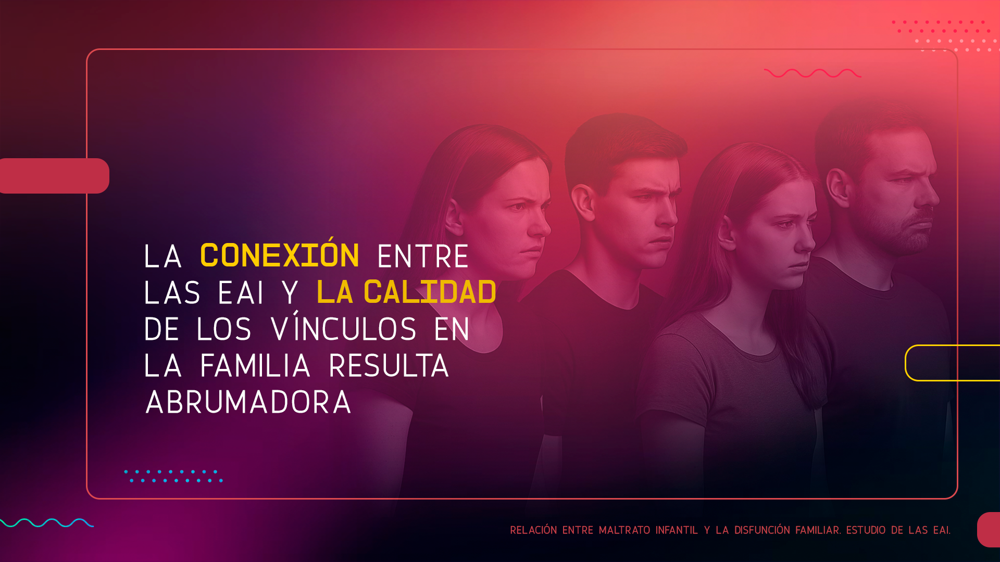 LA CONEXIÓN ENTRE
LAS EAI Y LA CALIDAD
DE LOS VÍNCULOS EN
LA FAMILIA RESULTA
ABRUMADORA
RELACIÓN ENTRE MALTRATO INFANTIL Y LA DISFUNCIÓN FAMILIAR. ESTUDIO DE LAS EAI.